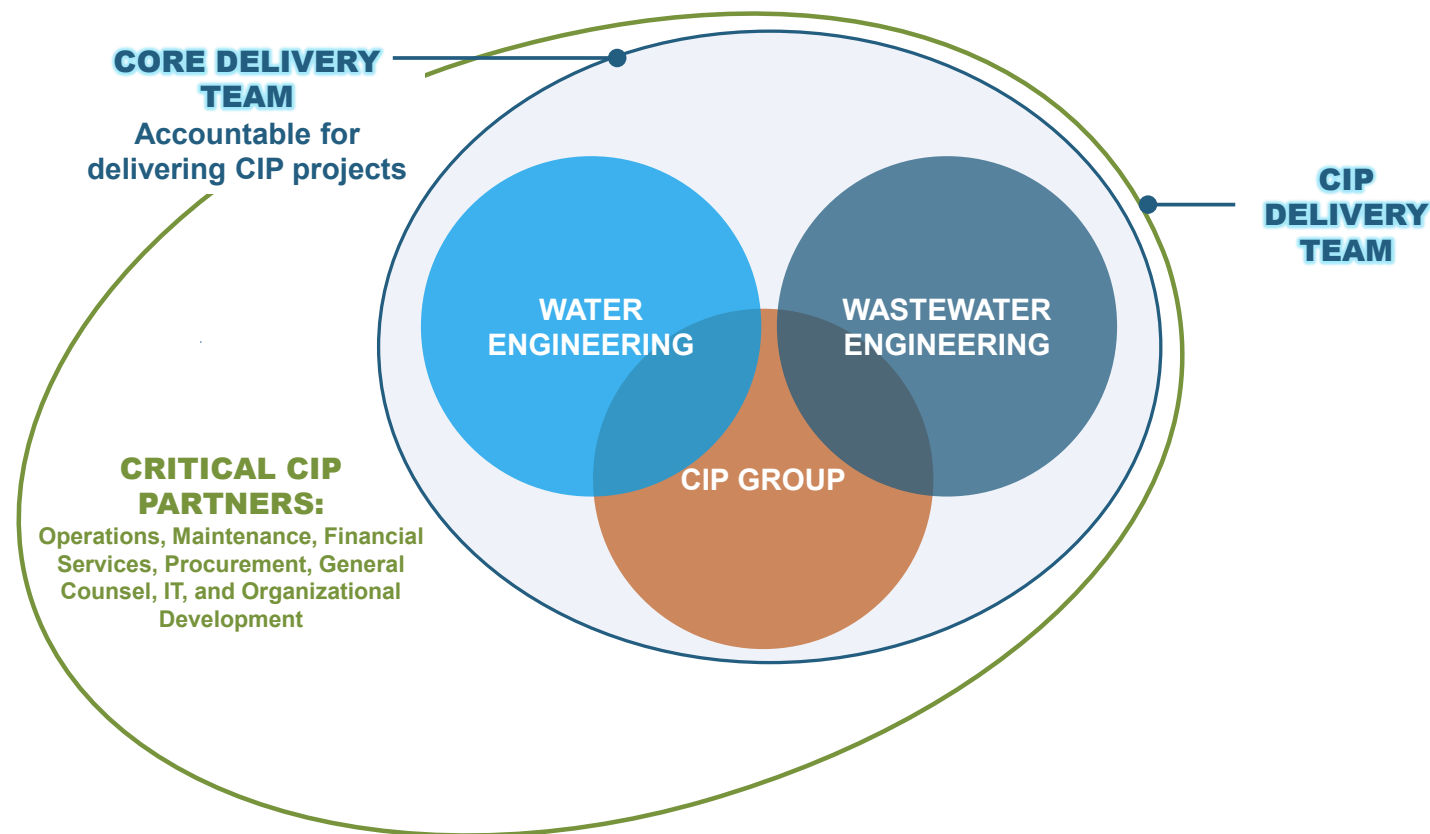 CORE DELIVERY
TEAM
Accountable for
delivering CIP projects
CIP
DELIVERY
TEAM
WATER
ENGINEERING
WASTEWATER
ENGINEERING
CIP GROUP
CRITICAL CIP
PARTNERS:
Operations, Maintenance, Financial
Services, Procurement, General
Counsel, IT, and Organizational
Development